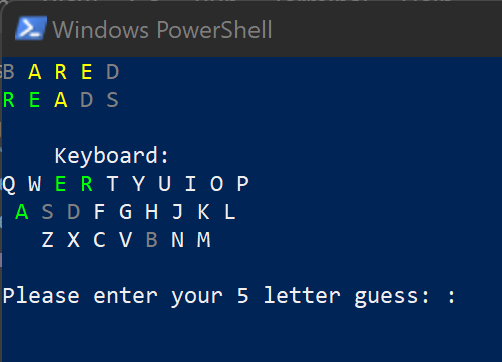 Windows PowerShell
B A R E D
R E A D S
Keyboard:
Q W E R T Y U I O P
A S D F G H J K L
Z X C V B N M
Please enter your 5 letter guess: :